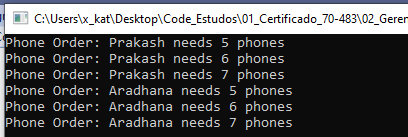 C:\Users\x_kat\Desktop\Code_Estudos\01_Certificado_70-483\02_Geren
Phone Order: Prakash needs 5 phones
Phone Order: Prakash needs 6 phones
Phone Order: Prakash needs 7 phones
Phone Order: Aradhana needs 5 phones
Phone Order: Aradhana needs 6 phones
Phone Order: Aradhana needs 7 phones